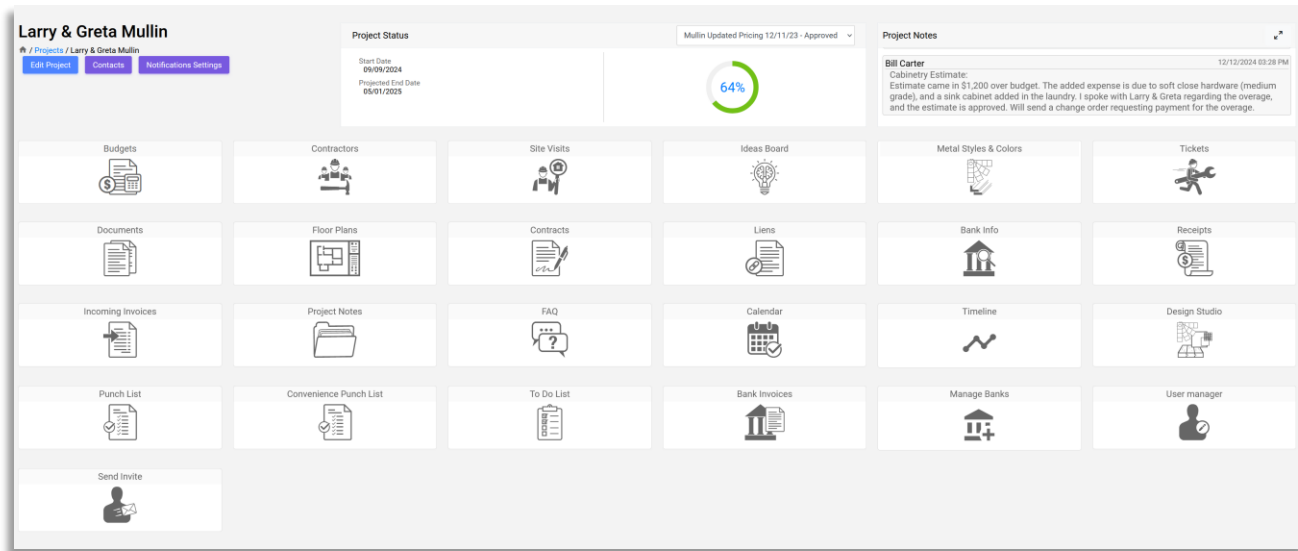 Larry & Greta Mullin
/ Projects / Larry & Greta Mullin
Edit Project
Contacts
Notifications Settings
Project Status
Mullin Updated Pricing 12/11/23 - Approved
Start Date
09/09/2024
Projected End Date
05/01/2025
64%
Project Notes
Bill Carter
12/12/2024 03:28 PM
Cabinetry Estimate:
Estimate came in $1,200 over budget. The added expense is due to soft close hardware (medium
grade), and a sink cabinet added in the laundry. I spoke with Larry & Greta regarding the overage,
and the estimate is approved. Will send a change order requesting payment for the overage.
Budgets
Contractors
Site Visits
Ideas Board
Metal Styles & Colors
Tickets
Documents
Floor Plans
Contracts
Liens
Bank Info
Receipts
Incoming Invoices
Project Notes
FAQ
Calendar
Timeline
Design Studio
Punch List
Convenience Punch List
To Do List
Bank Invoices
Manage Banks
User manager
Send Invite